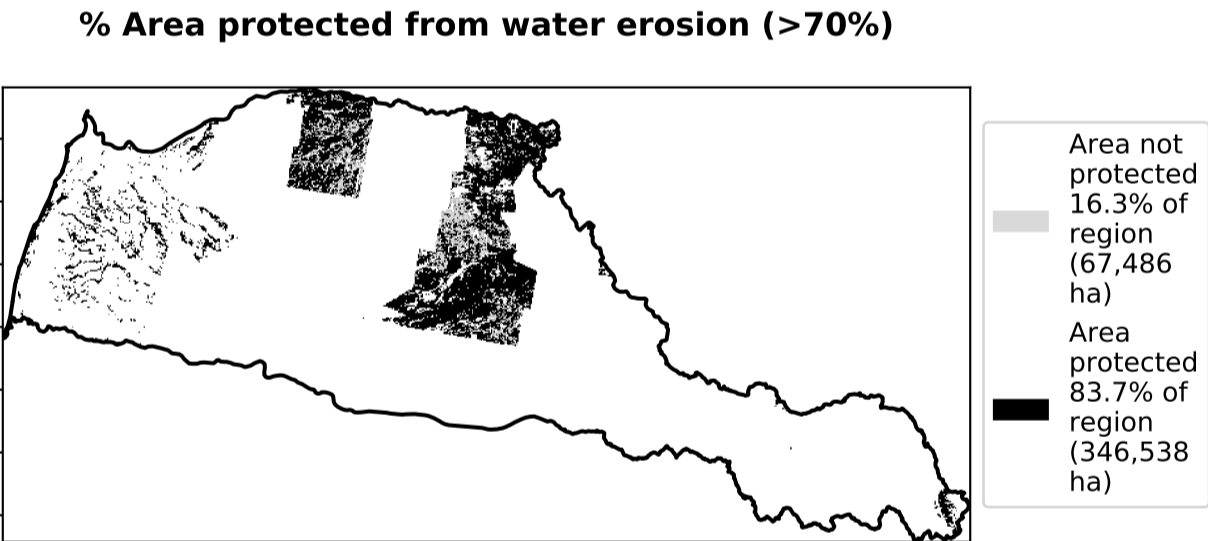 % Area protected from water erosion (>70%)
Area not
protected
16.3% of
region
(67,486
ha)
Area
protected
83.7% of
region
(346,538
ha)